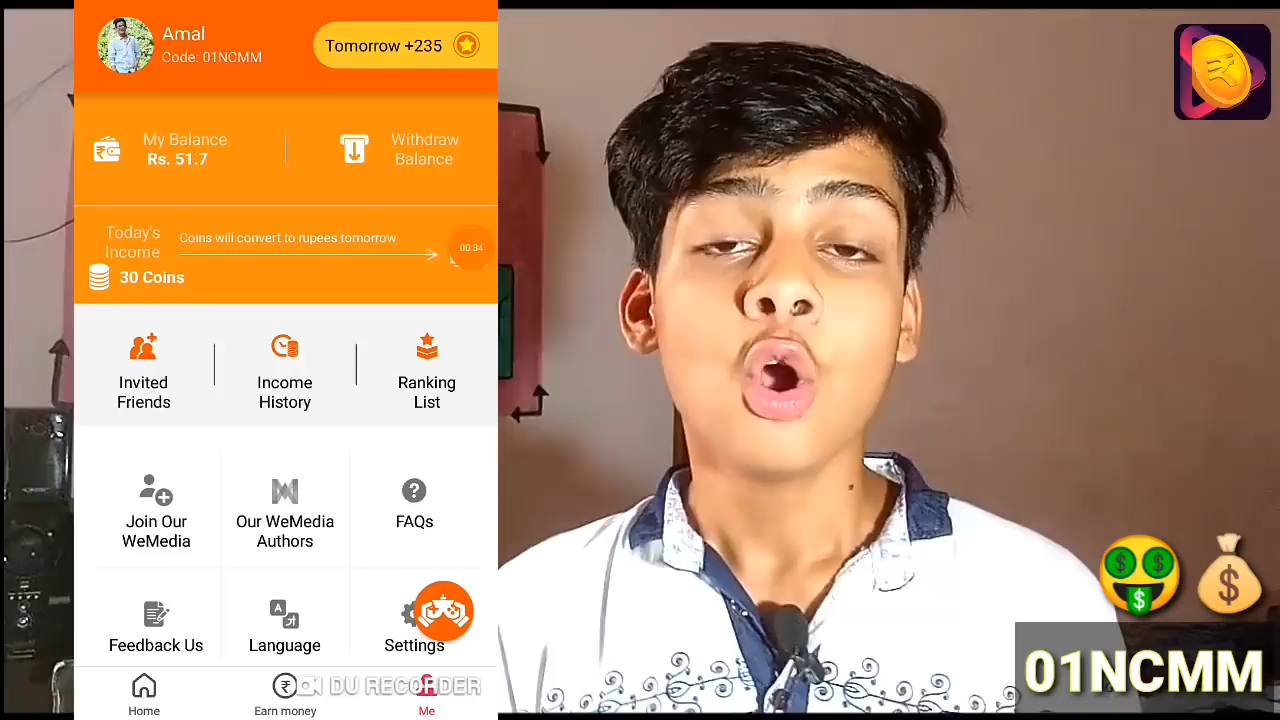 Amal
Code: 01NCMM
Tomorrow +235
My Balance
Rs. 51.7
Withdraw
Balance
Today's
Income
Coins will convert to rupees tomorrow
00:34
30 Coins
Invited
Friends
Income
History
Ranking
List
Join Our
WeMedia
Our WeMedia
Authors
FAQs
Feedback Us
Language
Settings
DU RECORDER
Home
Earn money
Me
01NCMM